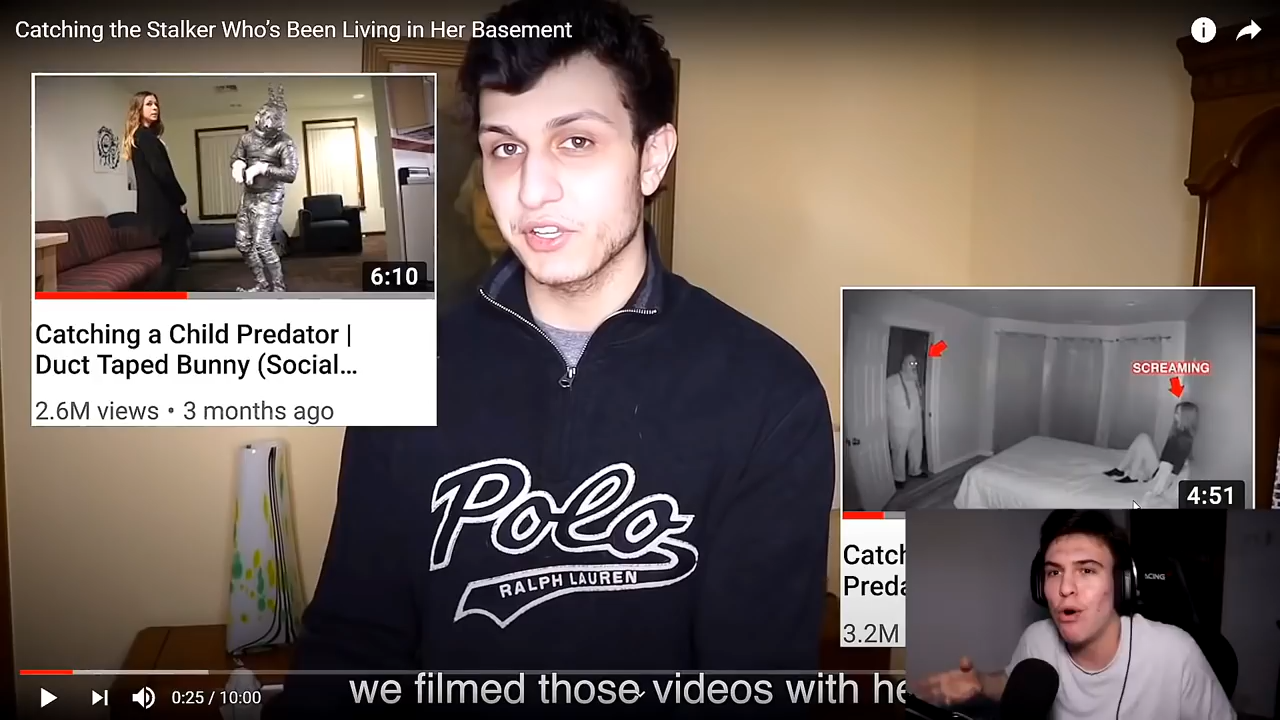 Catching the Stalker Who's Been Living in Her Basement
6:10
Catching a Child Predator |
Duct Taped Bunny (Social...
2.6M views • 3 months ago
SCREAMING
4:51
Catch
Preda
3.2M
Polo
RALPH LAUREN
0:25 / 10:00
we filmed those videos with he